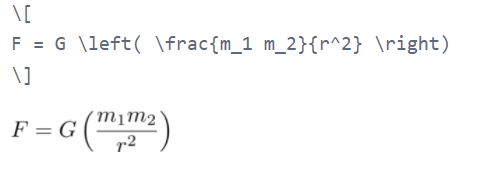 \[
F = G \left( \frac{m_1 m_2}{r^2} \right)
\]
F = G (m₁m₂ / r²)